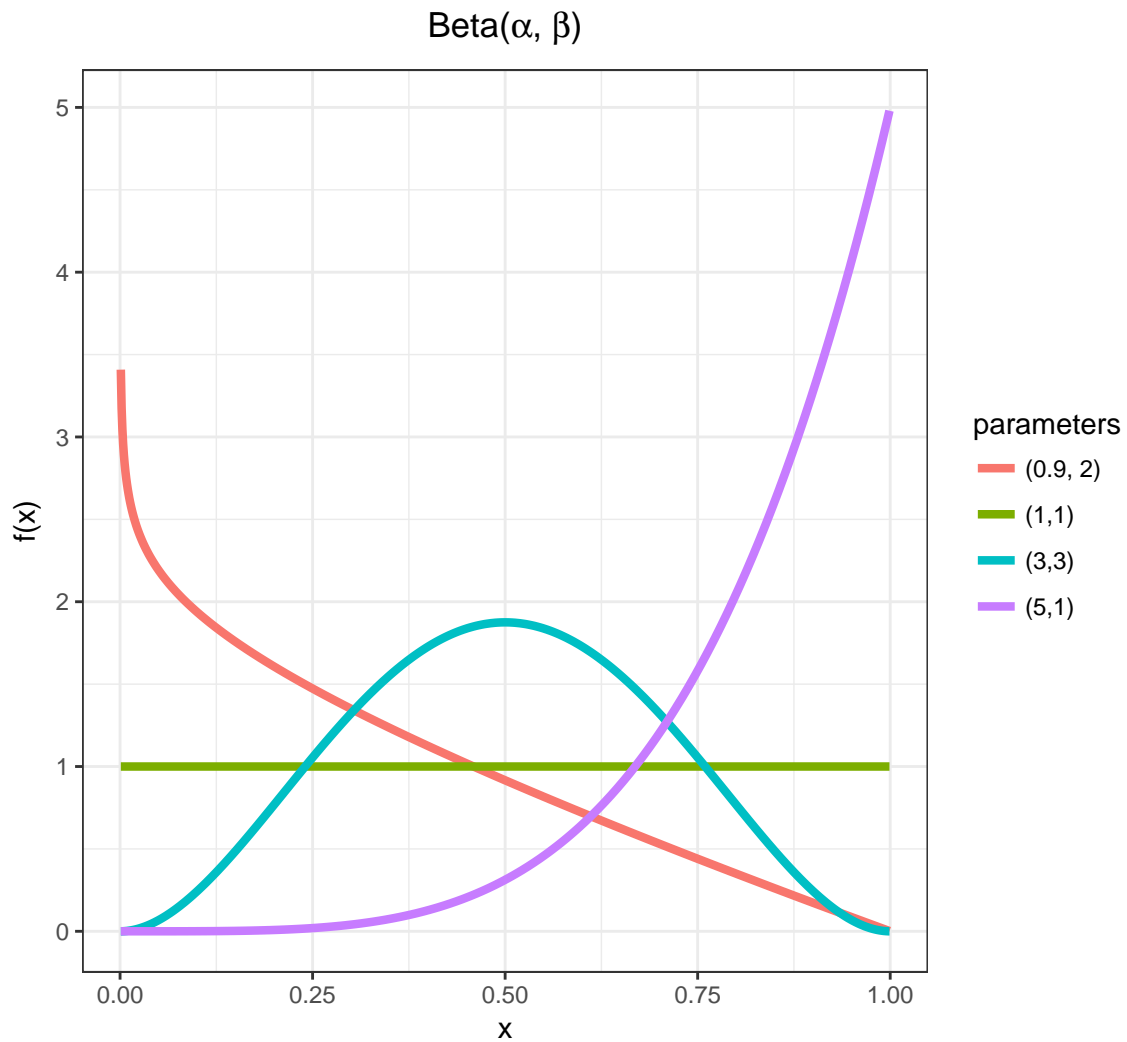 Beta(α, β)
5
4
3
2
1
0
f(x)
0.00 0.25 0.50 0.75 1.00
x
parameters
(0.9, 2)
(1,1)
(3,3)
(5,1)